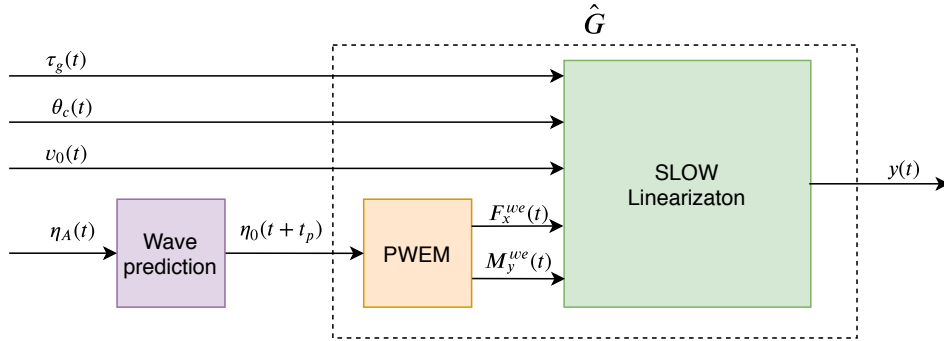 Ĝ
τ_g(t)
θ_c(t)
v_0(t)
y(t)
SLOW
Linearizaton
η_A(t)
Wave
prediction
η_0(t + t_p)
PWEM
F_x^{we}(t)
M_y^{we}(t)